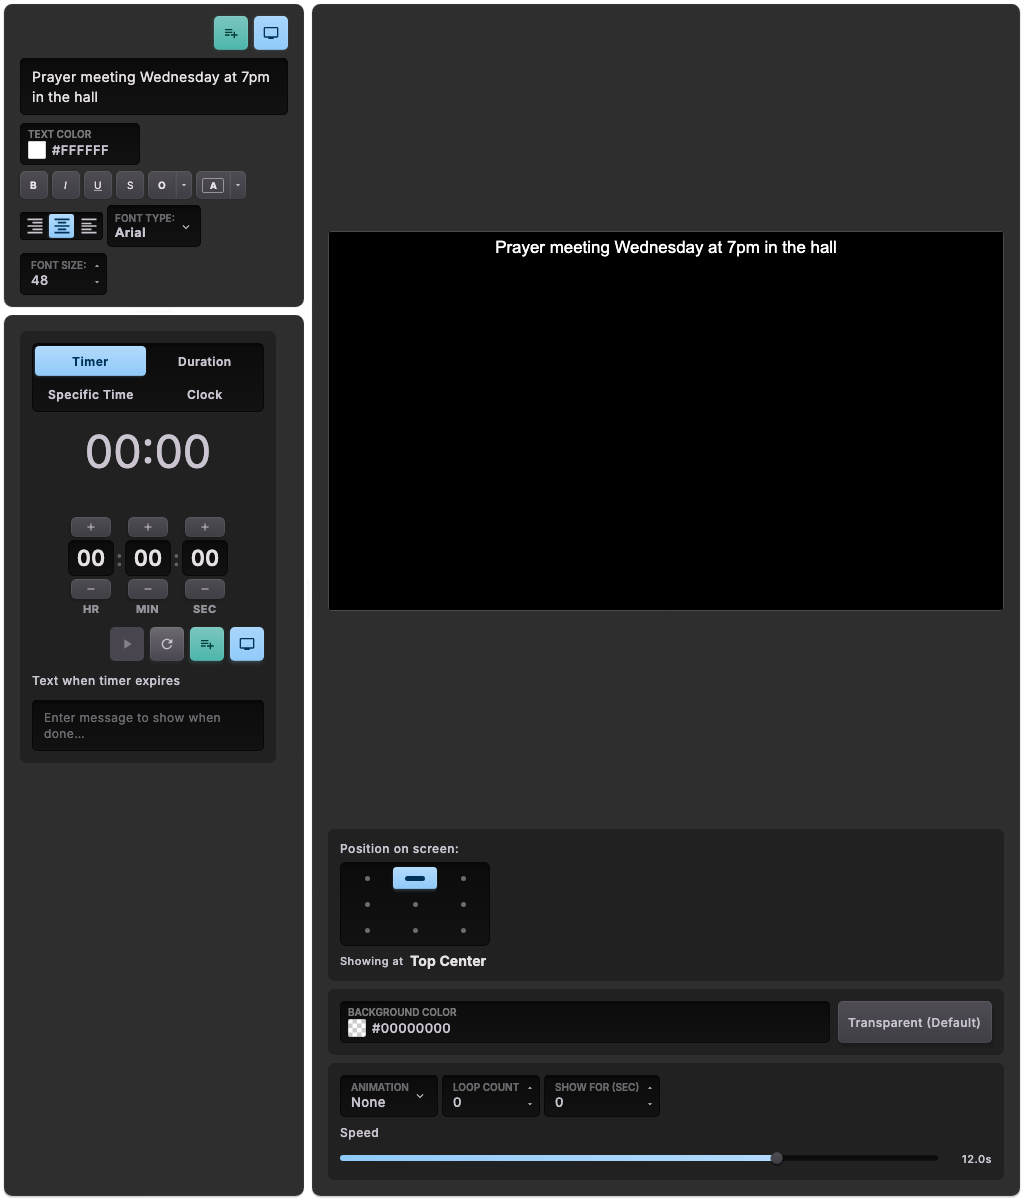 Prayer meeting Wednesday at 7pm
in the hall
TEXT COLOR
#FFFFFF
B I U S O A
FONT TYPE:
Arial
FONT SIZE:
48
Timer Duration
Specific Time Clock
00:00
+ + +
00 : 00 : 00
− − −
HR MIN SEC
Text when timer expires
Enter message to show when
done...
Prayer meeting Wednesday at 7pm in the hall
Position on screen:
Showing at Top Center
BACKGROUND COLOR
#00000000
Transparent (Default)
ANIMATION LOOP COUNT SHOW FOR (SEC)
None 0 0
Speed
12.0s